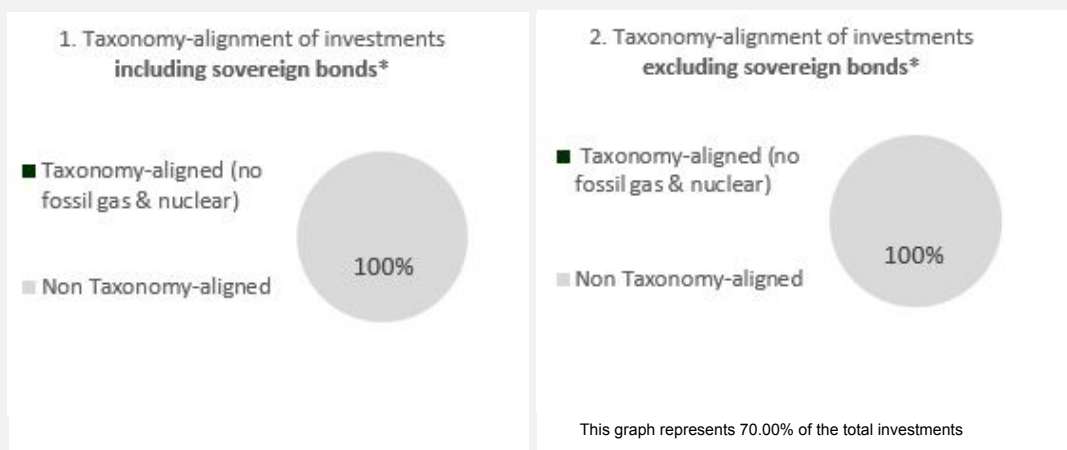 1. Taxonomy-alignment of investments
including sovereign bonds*
Taxonomy-aligned (no
fossil gas & nuclear)
100%
Non Taxonomy-aligned
2. Taxonomy-alignment of investments
excluding sovereign bonds*
Taxonomy-aligned (no
fossil gas & nuclear)
100%
Non Taxonomy-aligned
This graph represents 70.00% of the total investments